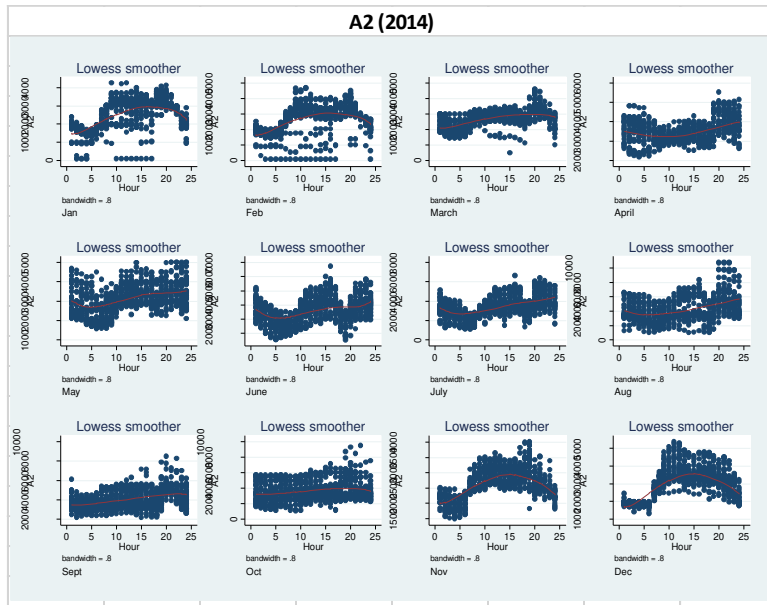 A2 (2014)
Lowess smoother
A2
0
0 5 10 15 20 25
Hour
bandwidth = .8
Jan
Lowess smoother
A2
0
0 5 10 15 20 25
Hour
bandwidth = .8
Feb
Lowess smoother
A2
0
0 5 10 15 20 25
Hour
bandwidth = .8
March
Lowess smoother
A2
0 5 10 15 20 25
Hour
bandwidth = .8
April
Lowess smoother
A2
0 5 10 15 20 25
Hour
bandwidth = .8
May
Lowess smoother
A2
0 5 10 15 20 25
Hour
bandwidth = .8
June
Lowess smoother
A2
0 5 10 15 20 25
Hour
bandwidth = .8
July
Lowess smoother
A2
10000
0 5 10 15 20 25
Hour
bandwidth = .8
Aug
Lowess smoother
A2
10000
0 5 10 15 20 25
Hour
bandwidth = .8
Sept
Lowess smoother
A2
10000
0
0 5 10 15 20 25
Hour
bandwidth = .8
Oct
Lowess smoother
A2
0 5 10 15 20 25
Hour
bandwidth = .8
Nov
Lowess smoother
A2
0 5 10 15 20 25
Hour
bandwidth = .8
Dec